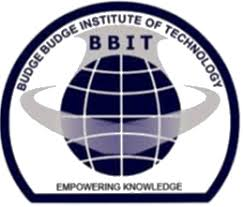 BUDGE BUDGE INSTITUTE OF TECHNOLOGY
BBIT
EMPOWERING KNOWLEDGE